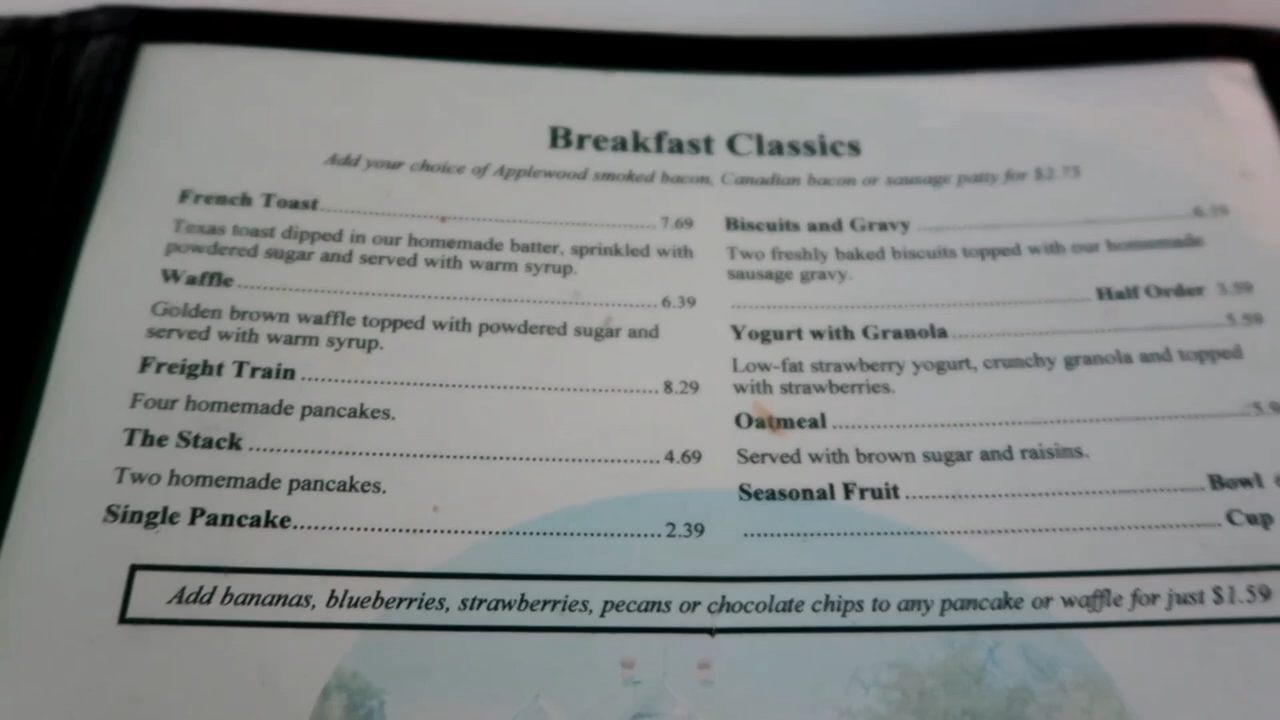 Breakfast Classics
Add your choice of Applewood smoked bacon, Canadian bacon or sausage patty for $2.75
French Toast 7.69
Texas toast dipped in our homemade batter, sprinkled with
powdered sugar and served with warm syrup.
Waffle 6.39
Golden brown waffle topped with powdered sugar and
served with warm syrup.
Freight Train 8.29
Four homemade pancakes.
The Stack 4.69
Two homemade pancakes.
Single Pancake 2.39
Biscuits and Gravy
Two freshly baked biscuits topped with our homemade
sausage gravy.
Half Order 3.59
Yogurt with Granola 5.59
Low-fat strawberry yogurt, crunchy granola and topped
with strawberries.
Oatmeal
Served with brown sugar and raisins.
Seasonal Fruit Bowl
Cup
Add bananas, blueberries, strawberries, pecans or chocolate chips to any pancake or waffle for just $1.59